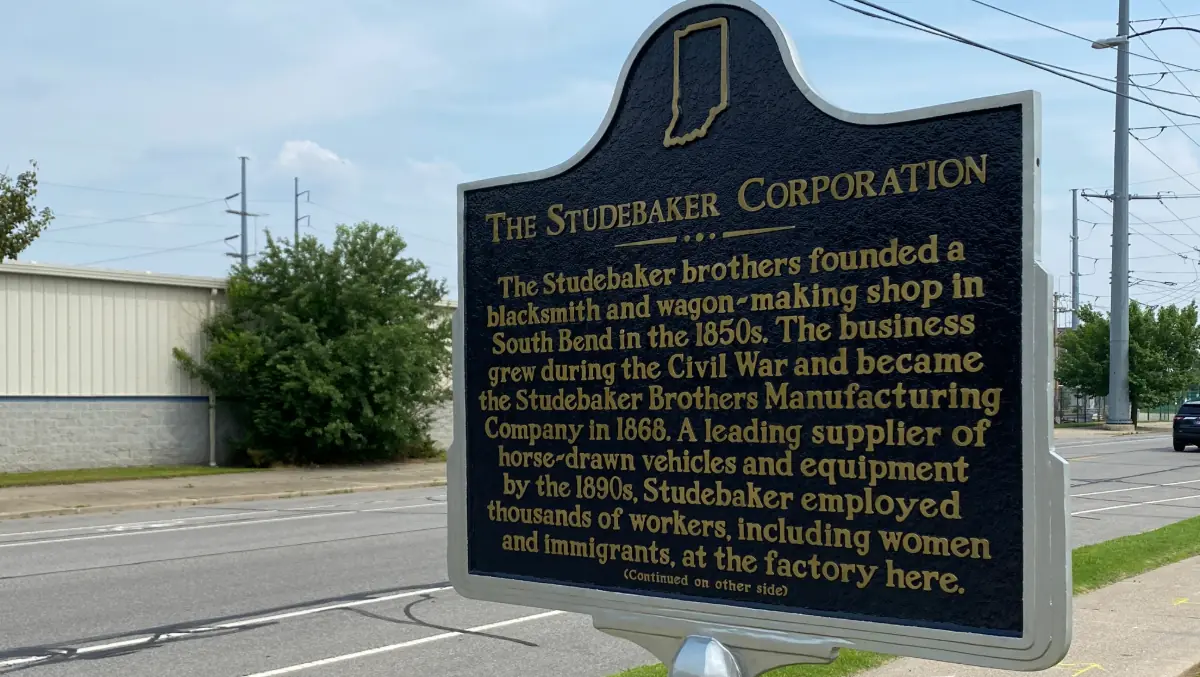 The Studebaker Corporation
The Studebaker brothers founded a
blacksmith and wagon-making shop in
South Bend in the 1850s. The business
grew during the Civil War and became
the Studebaker Brothers Manufacturing
Company in 1868. A leading supplier of
horse-drawn vehicles and equipment
by the 1890s, Studebaker employed
thousands of workers, including women
and immigrants, at the factory here.
(Continued on other side)